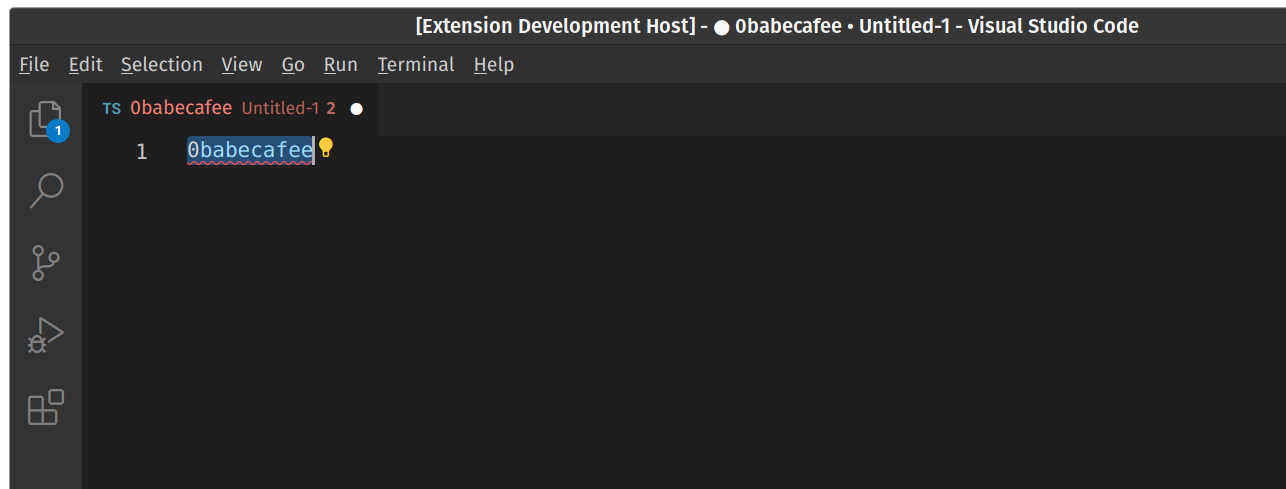 [Extension Development Host] - ● 0babecafee • Untitled-1 - Visual Studio Code
File Edit Selection View Go Run Terminal Help
TS 0babecafee Untitled-1 2 ●
1
1 0babecafee